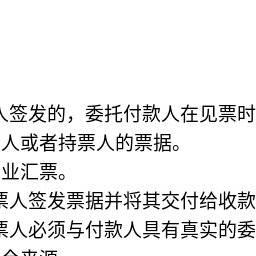 人签发的，委托付款人在见票时
人或者持票人的票据。
业汇票。
票人签发票据并将其交付给收款
票人必须与付款人具有真实的委